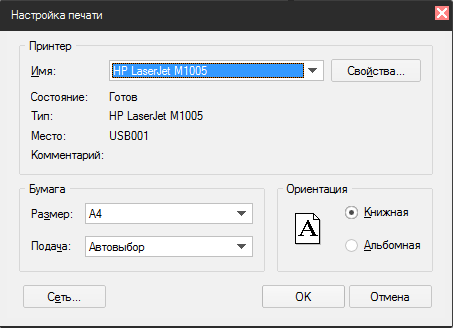 Настройка печати
Принтер
Имя: HP LaserJet M1005 Свойства...
Состояние: Готов
Тип: HP LaserJet M1005
Место: USB001
Комментарий:
Бумага
Размер: A4
Подача: Автовыбор
Ориентация
A
Книжная
Альбомная
Сеть... OK Отмена